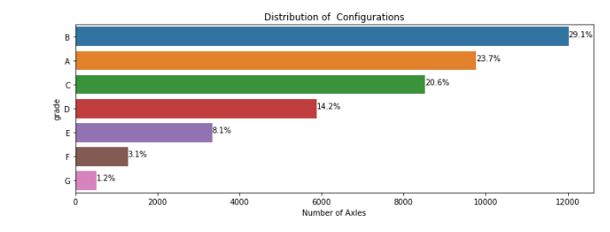 Distribution of  Configurations
grade
B 29.1%
A 23.7%
C 20.6%
D 14.2%
E 8.1%
F 3.1%
G 1.2%
0 2000 4000 6000 8000 10000 12000
Number of Axles